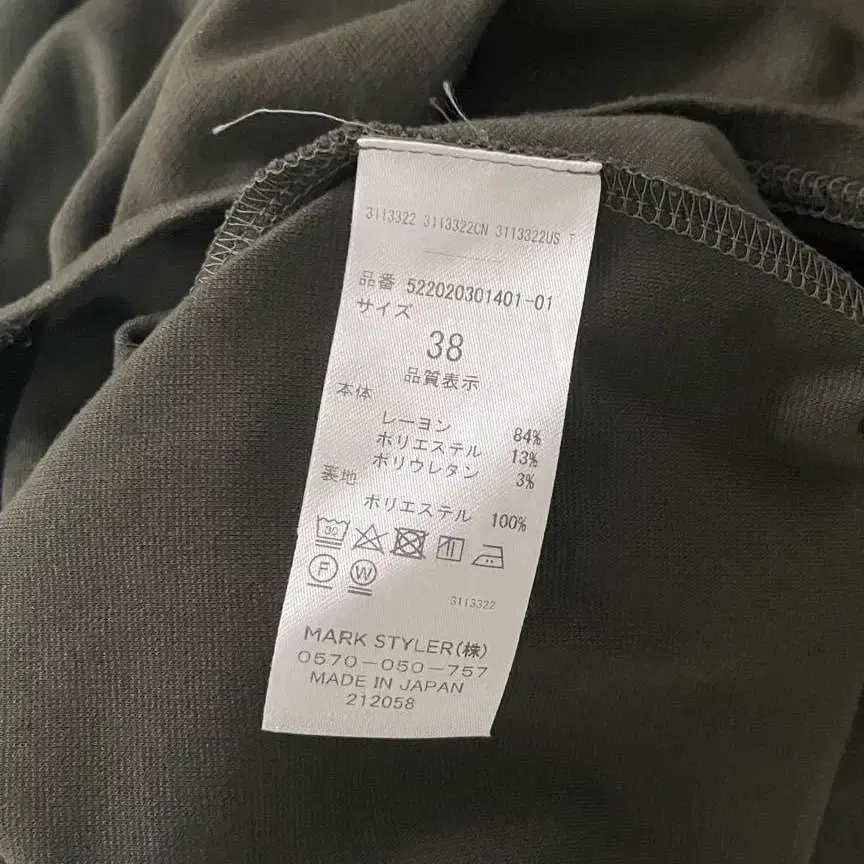 3113322 3113322CN 3113322US T
品番 522020301401-01
サイズ
38
品質表示
本体
レーヨン 84%
ポリエステル 13%
ポリウレタン 3%
裏地
ポリエステル 100%
30
F W
S113322
MARK STYLER(株)
0570-050-757
MADE IN JAPAN
212058